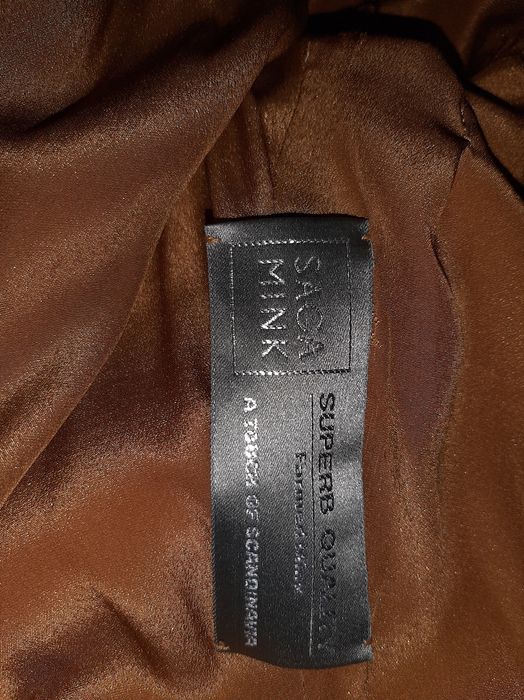 SAGA
MINK
SUPERB QUALITY
A TOUCH OF SCANDINAVIA